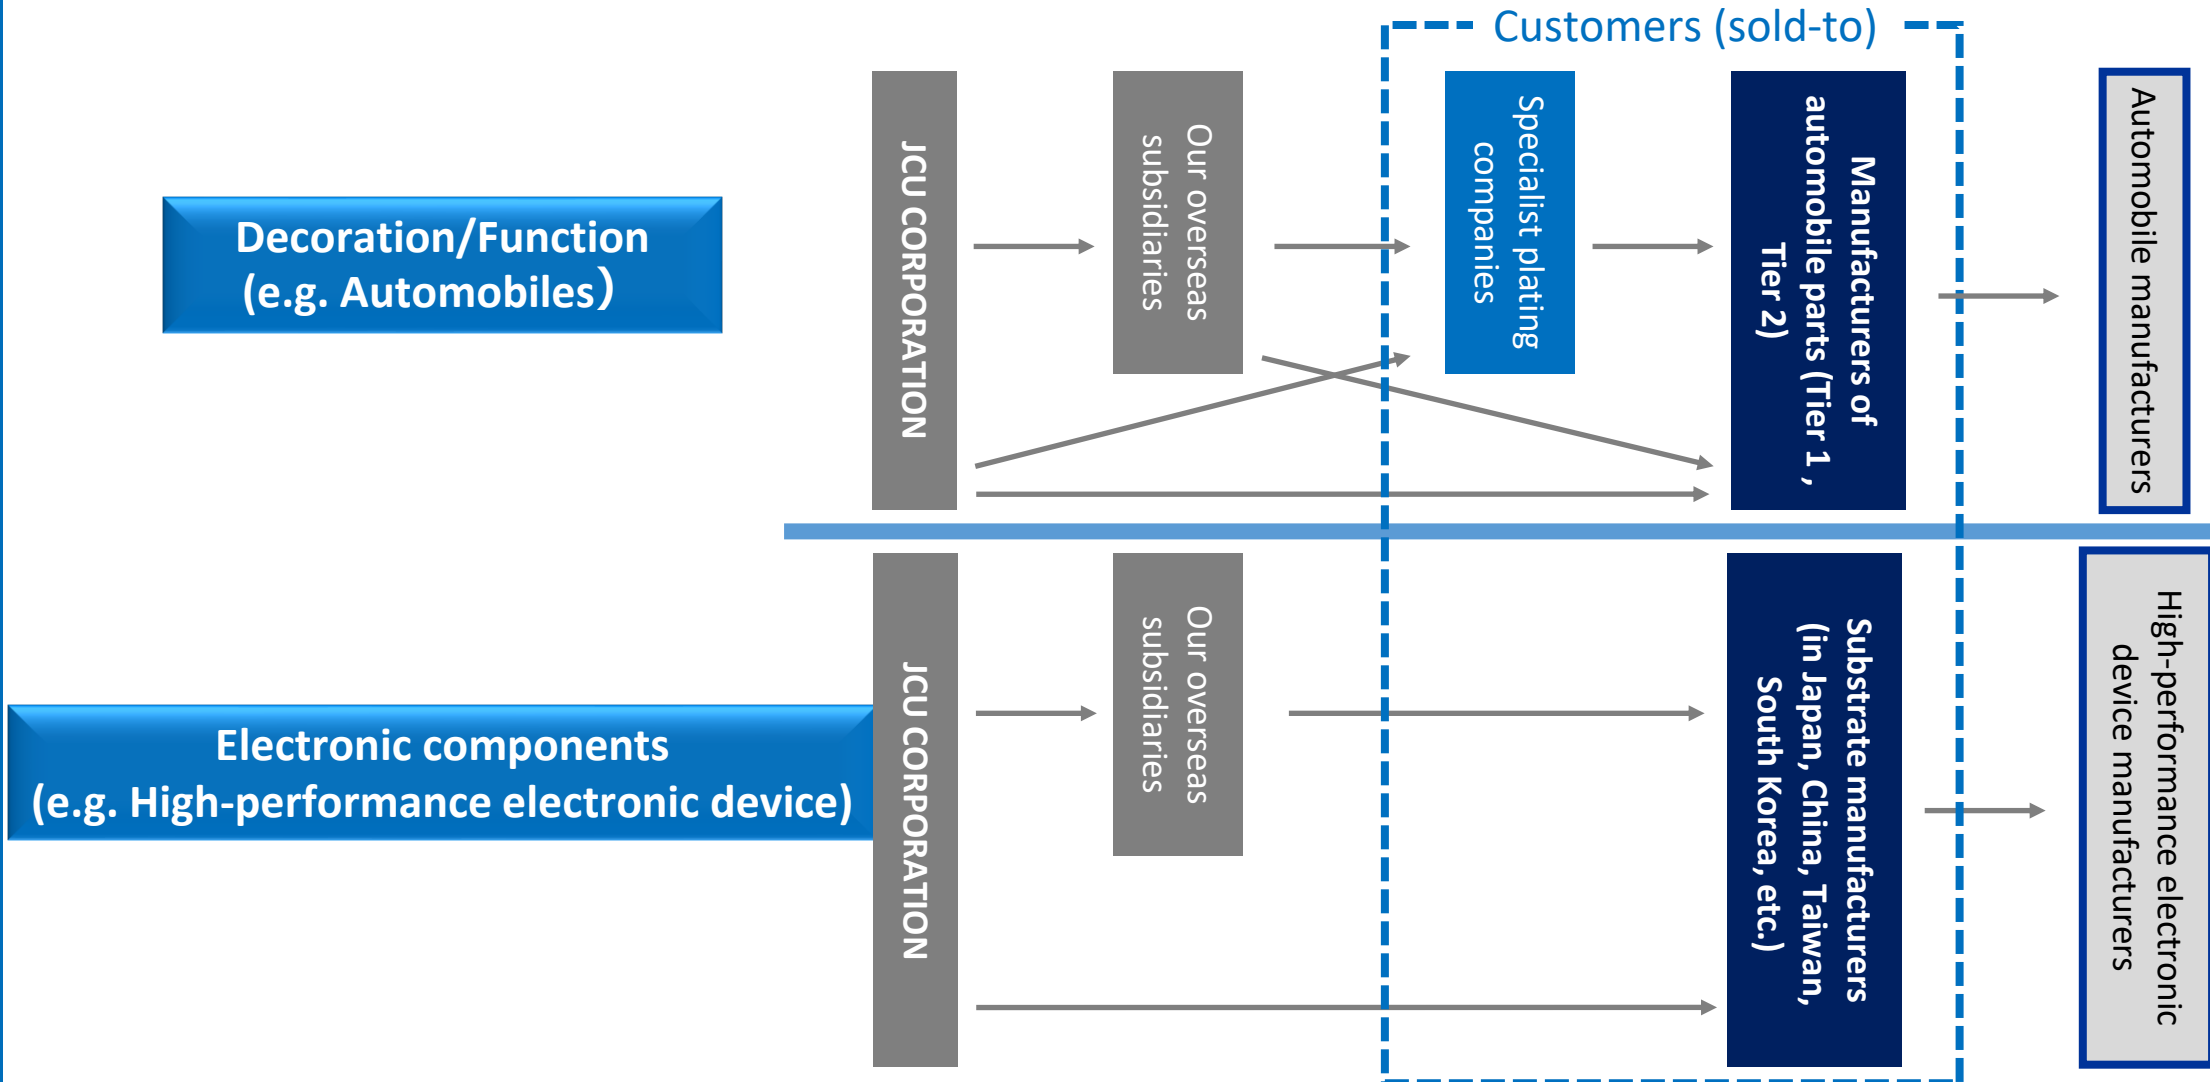 Customers (sold-to)
Decoration/Function
(e.g. Automobiles）
JCU CORPORATION
Our overseas
subsidiaries
Specialist plating
companies
Manufacturers of
automobile parts (Tier 1 ,
Tier 2)
Automobile manufacturers
Electronic components
(e.g. High-performance electronic device)
JCU CORPORATION
Our overseas
subsidiaries
Substrate manufacturers
(in Japan, China, Taiwan,
South Korea, etc.)
High-performance electronic
device manufacturers